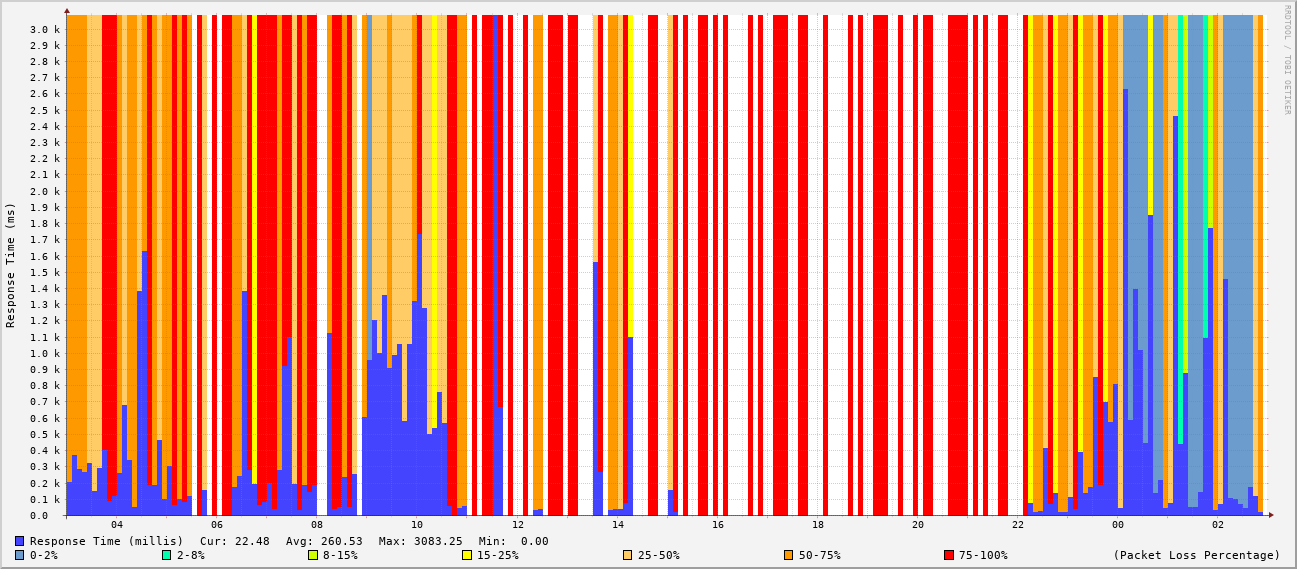 RRDTOOL / TOBI OETIKER
Response Time (ms)
3.0 k
2.9 k
2.8 k
2.7 k
2.6 k
2.5 k
2.4 k
2.3 k
2.2 k
2.1 k
2.0 k
1.9 k
1.8 k
1.7 k
1.6 k
1.5 k
1.4 k
1.3 k
1.2 k
1.1 k
1.0 k
0.9 k
0.8 k
0.7 k
0.6 k
0.5 k
0.4 k
0.3 k
0.2 k
0.1 k
0.0
04 06 08 10 12 14 16 18 20 22 00 02
Response Time (millis) Cur: 22.48 Avg: 260.53 Max: 3083.25 Min: 0.00
0-2% 2-8% 8-15% 15-25% 25-50% 50-75% 75-100% (Packet Loss Percentage)